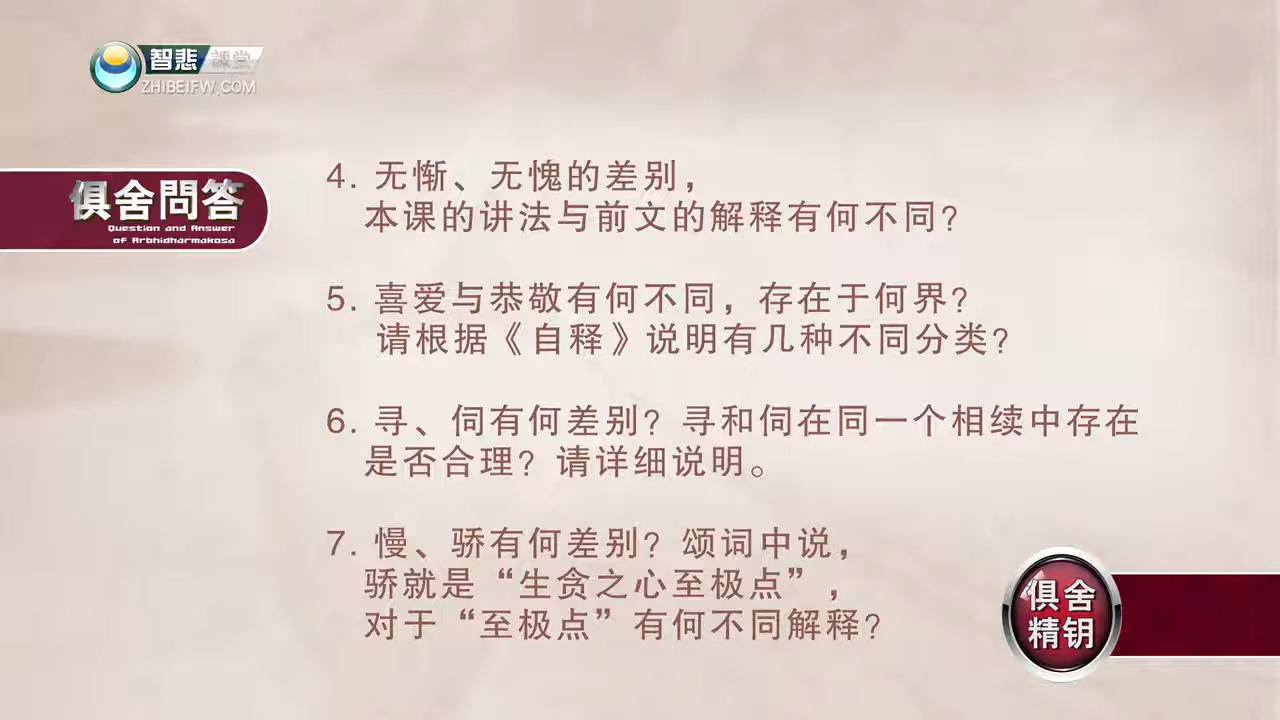 智悲課堂
ZHIBEIFW.COM
俱舍問答
Question and Answer
of Arbhidharmakosa
4. 无惭、无愧的差别，
本课的讲法与前文的解释有何不同?
5. 喜爱与恭敬有何不同，存在于何界?
请根据《自释》说明有几种不同分类?
6. 寻、伺有何差别? 寻和伺在同一个相续中存在
是否合理? 请详细说明。
7. 慢、骄有何差别? 颂词中说，
骄就是“生贪之心至极点”，
对于“至极点”有何不同解释?
俱舍
精钥